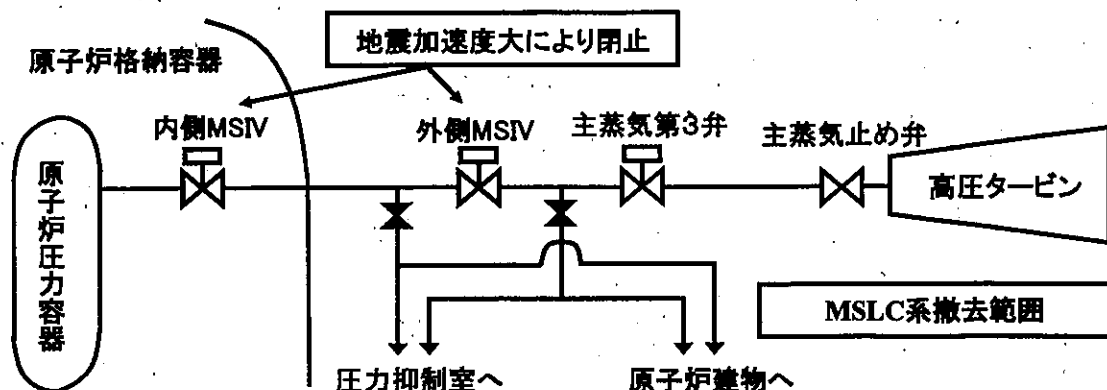 地震加速度大により閉止
原子炉格納容器
内側MSIV
外側MSIV
主蒸気第3弁
主蒸気止め弁
原子炉圧力容器
高圧タービン
MSLC系撤去範囲
圧力抑制室へ
原子炉建物へ